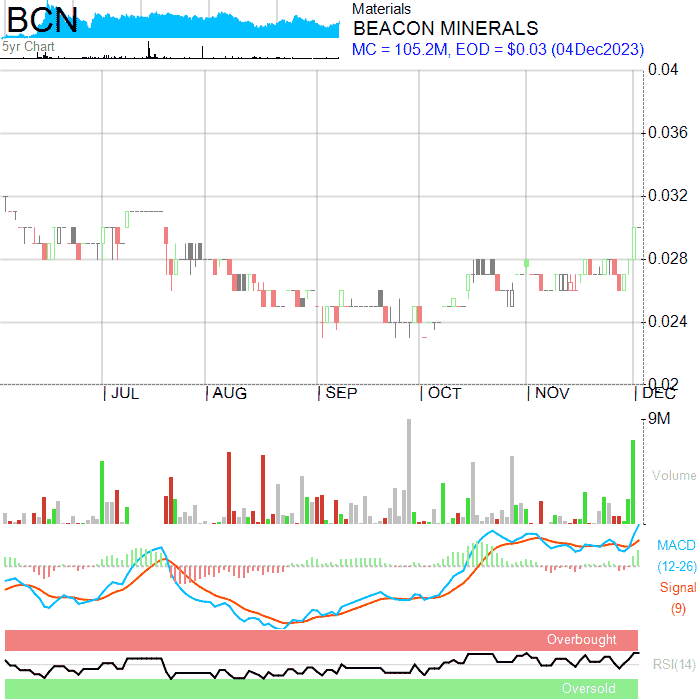 BCN
Materials
BEACON MINERALS
MC = 105.2M, EOD = $0.03 (04Dec2023)
5yr Chart
0.04
0.036
0.032
0.028
0.024
0.02
JUL AUG SEP OCT NOV DEC
9M
Volume
MACD
(12-26)
Signal
(9)
Overbought
RSI(14)
Oversold